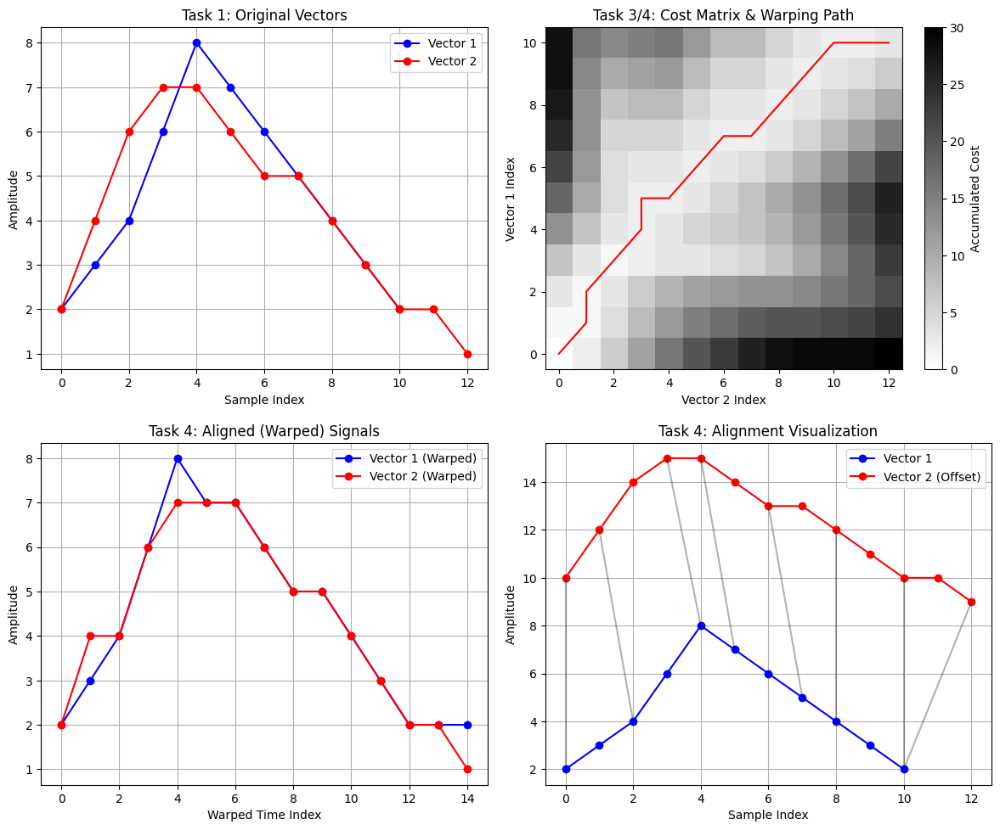 Task 1: Original Vectors
8
7
6
5
4
3
2
1
Amplitude
Vector 1
Vector 2
0 2 4 6 8 10 12
Sample Index
Task 3/4: Cost Matrix & Warping Path
10
8
6
4
2
0
Vector 1 Index
0 2 4 6 8 10 12
Vector 2 Index
30
25
20
15
10
5
0
Accumulated Cost
Task 4: Aligned (Warped) Signals
8
7
6
5
4
3
2
1
Amplitude
Vector 1 (Warped)
Vector 2 (Warped)
0 2 4 6 8 10 12 14
Warped Time Index
Task 4: Alignment Visualization
14
12
10
8
6
4
2
Amplitude
Vector 1
Vector 2 (Offset)
0 2 4 6 8 10 12
Sample Index